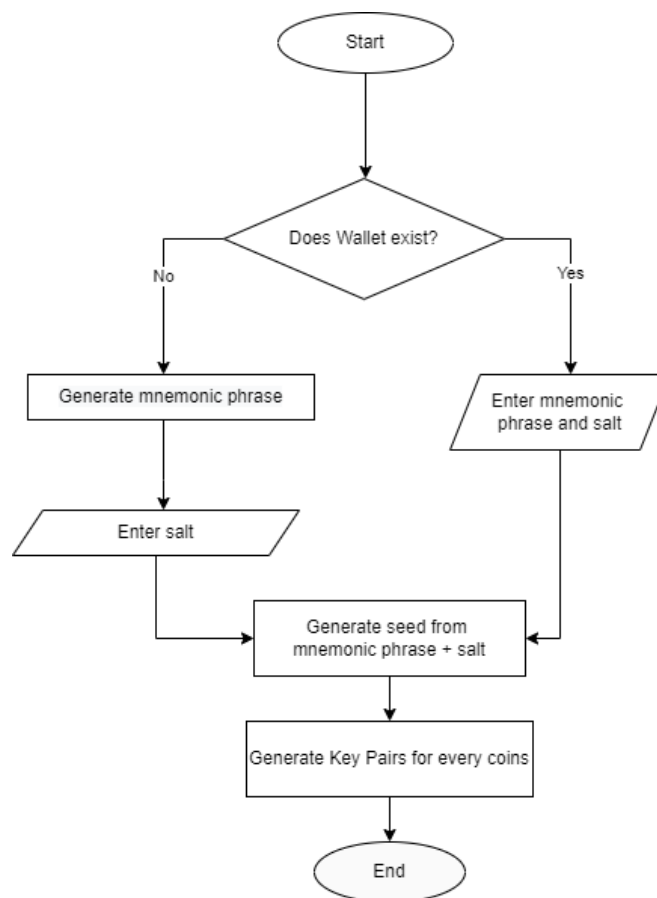 Start
Does Wallet exist?
No
Yes
Generate mnemonic phrase
Enter mnemonic
phrase and salt
Enter salt
Generate seed from
mnemonic phrase + salt
Generate Key Pairs for every coins
End